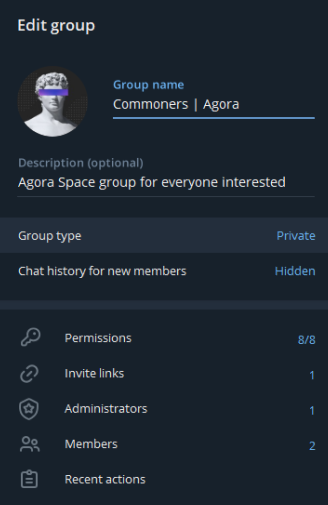 Edit group
Group name
Commoners | Agora
Description (optional)
Agora Space group for everyone interested
Group type Private
Chat history for new members Hidden
Permissions 8/8
Invite links 1
Administrators 1
Members 2
Recent actions